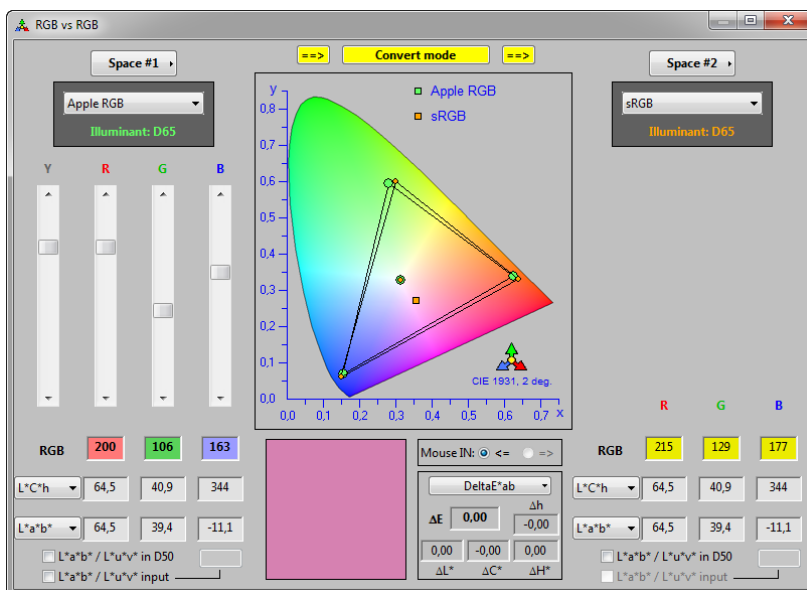 RGB vs RGB
Space #1
==> Convert mode ==>
Space #2
Apple RGB
Illuminant: D65
sRGB
Illuminant: D65
Y R G B
y
Apple RGB
sRGB
0,8
0,7
0,6
0,5
0,4
0,3
0,2
0,1
0,0
0,0 0,1 0,2 0,3 0,4 0,5 0,6 0,7 x
CIE 1931, 2 deg.
R G B
RGB 200 106 163
L*C*h 64,5 40,9 344
L*a*b* 64,5 39,4 -11,1
L*a*b* / L*u*v* in D50
L*a*b* / L*u*v* input
Mouse IN: <= =>
DeltaE*ab
ΔE 0,00
Δh
-0,00
0,00 -0,00 0,00
ΔL* ΔC* ΔH*
RGB 215 129 177
L*C*h 64,5 40,9 344
L*a*b* 64,5 39,4 -11,1
L*a*b* / L*u*v* in D50
L*a*b* / L*u*v* input